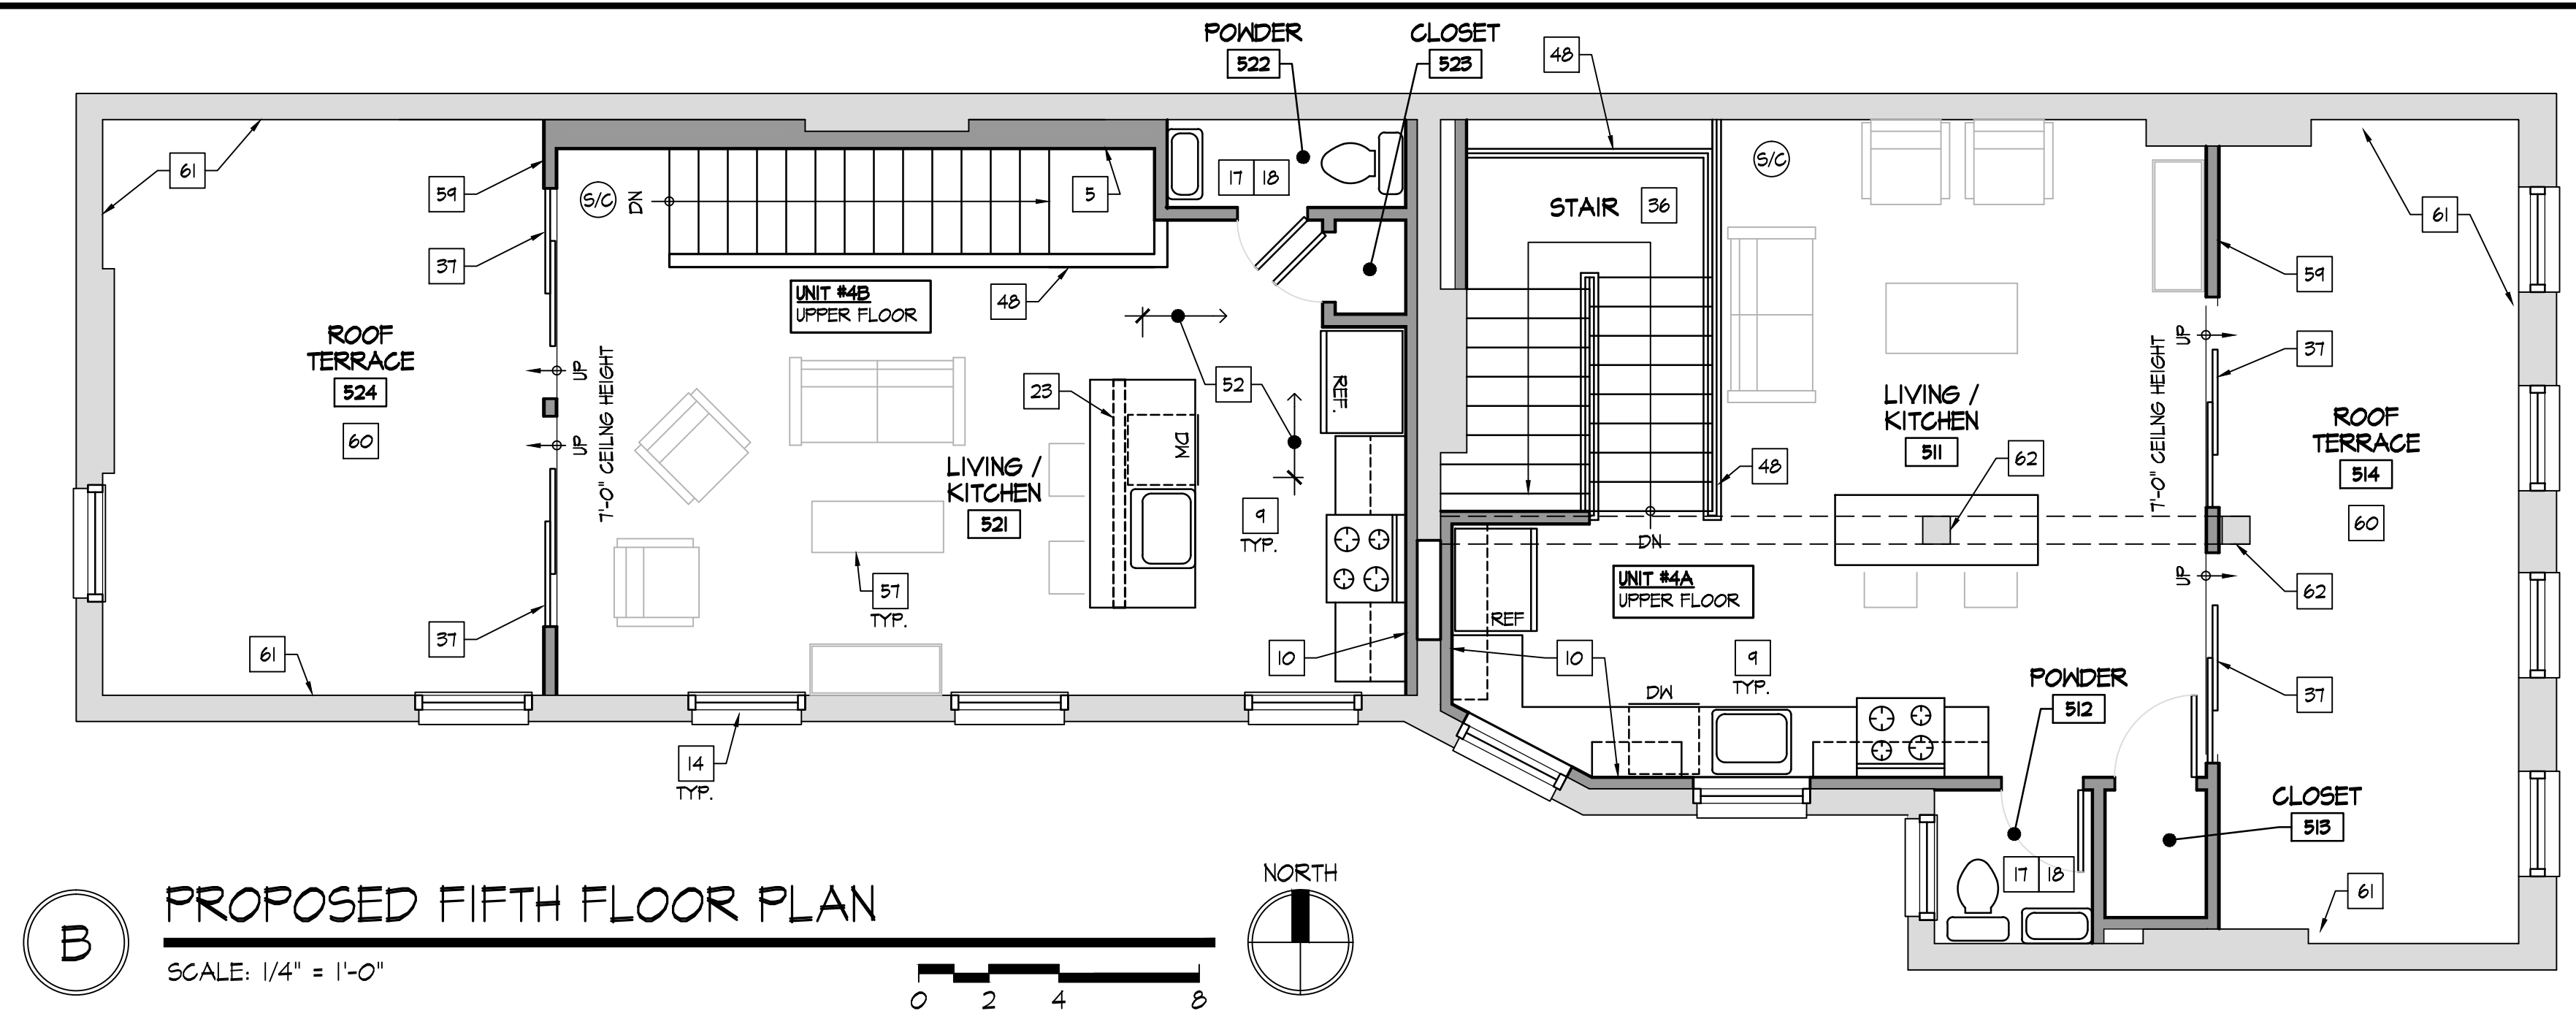 POWDER
522
CLOSET
523
48
61
59
37
S/C
DN
5
17 18
STAIR 36
S/C
61
59
UNIT #4B
UPPER FLOOR
48
ROOF
TERRACE
524
60
UP
UP
7'-0" CEILNG HEIGHT
23
52
REF.
MD
LIVING /
KITCHEN
521
9
TYP.
57
TYP.
37
61
10
14
TYP.
LIVING /
KITCHEN
511
62
48
UP
7'-0" CEILING HEIGHT
37
ROOF
TERRACE
514
60
DN
UNIT #4A
UPPER FLOOR
UP
62
REF
10
9
TYP.
DW
POWDER
512
37
CLOSET
513
17 18
61
B
PROPOSED FIFTH FLOOR PLAN
SCALE: 1/4" = 1'-0"
0 2 4 8
NORTH